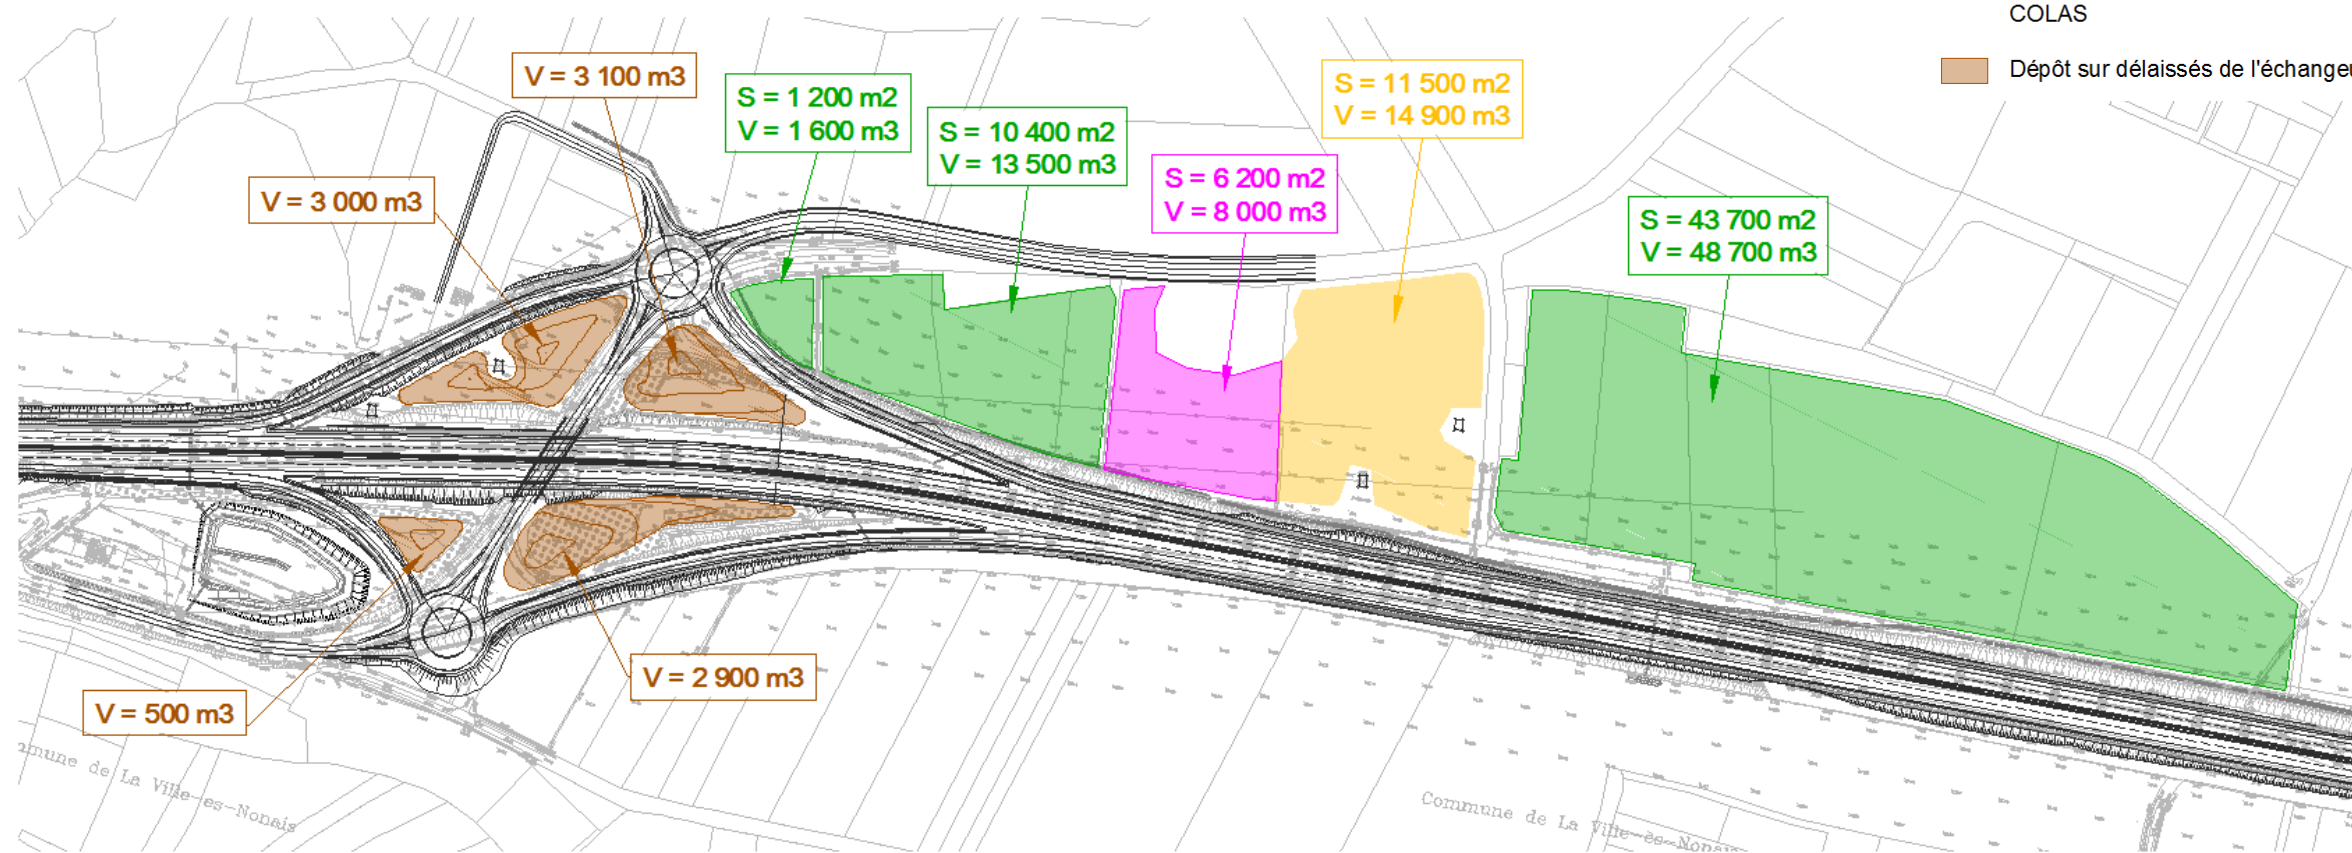 COLAS
Dépôt sur délaissés de l'échangeu
V = 3 100 m3
S = 1 200 m2
V = 1 600 m3
S = 10 400 m2
V = 13 500 m3
S = 11 500 m2
V = 14 900 m3
S = 6 200 m2
V = 8 000 m3
V = 3 000 m3
S = 43 700 m2
V = 48 700 m3
V = 2 900 m3
V = 500 m3
mmune de La Ville-es-Nonais
Commune de La Ville-ès-Nonais